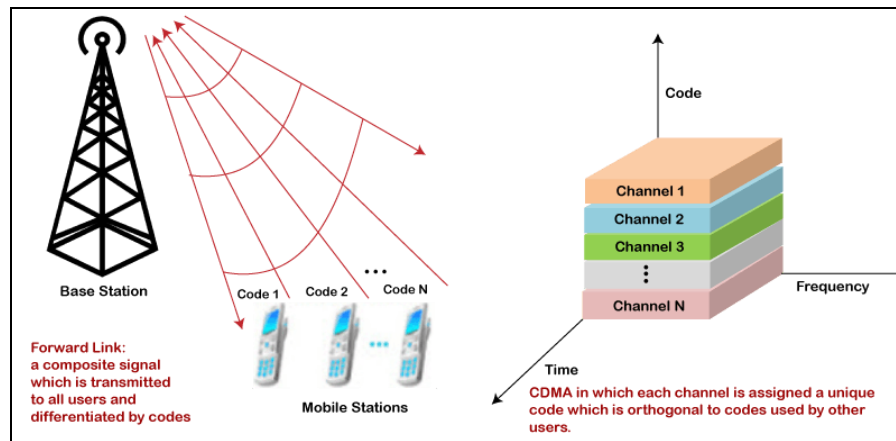 Base Station
Forward Link:
a composite signal
which is transmitted
to all users and
differentiated by codes
Code 1
Code 2
Code N
Mobile Stations
Code
Channel 1
Channel 2
Channel 3
Channel N
Frequency
Time
CDMA in which each channel is assigned a unique
code which is orthogonal to codes used by other
users.